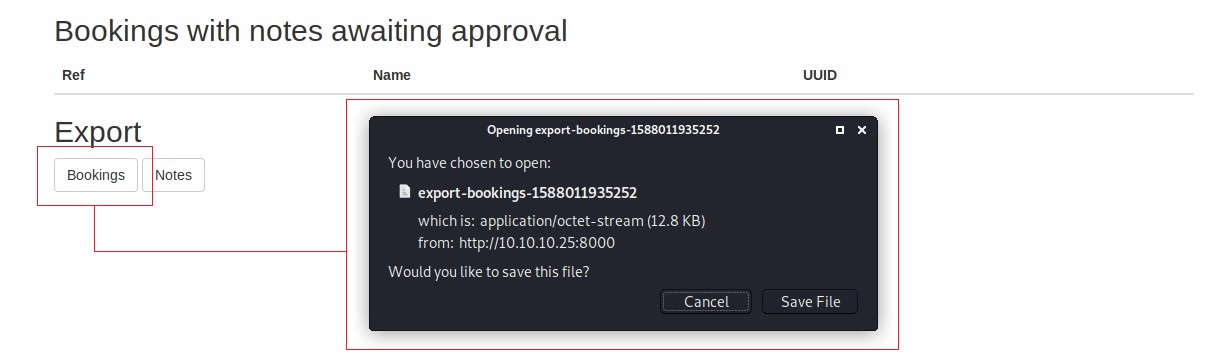 Bookings with notes awaiting approval
Ref Name UUID
Export
Bookings Notes
Opening export-bookings-1588011935252
You have chosen to open:
export-bookings-1588011935252
which is: application/octet-stream (12.8 KB)
from: http://10.10.10.25:8000
Would you like to save this file?
Cancel Save File